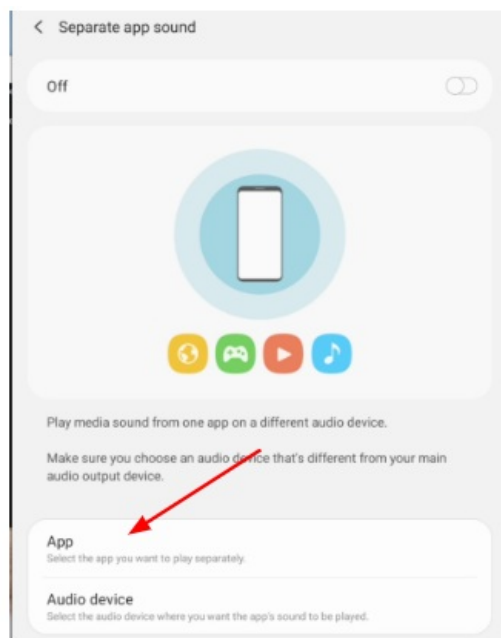 Separate app sound
Off
Play media sound from one app on a different audio device.
Make sure you choose an audio device that's different from your main
audio output device.
App
Select the app you want to play separately.
Audio device
Select the audio device where you want the app's sound to be played.